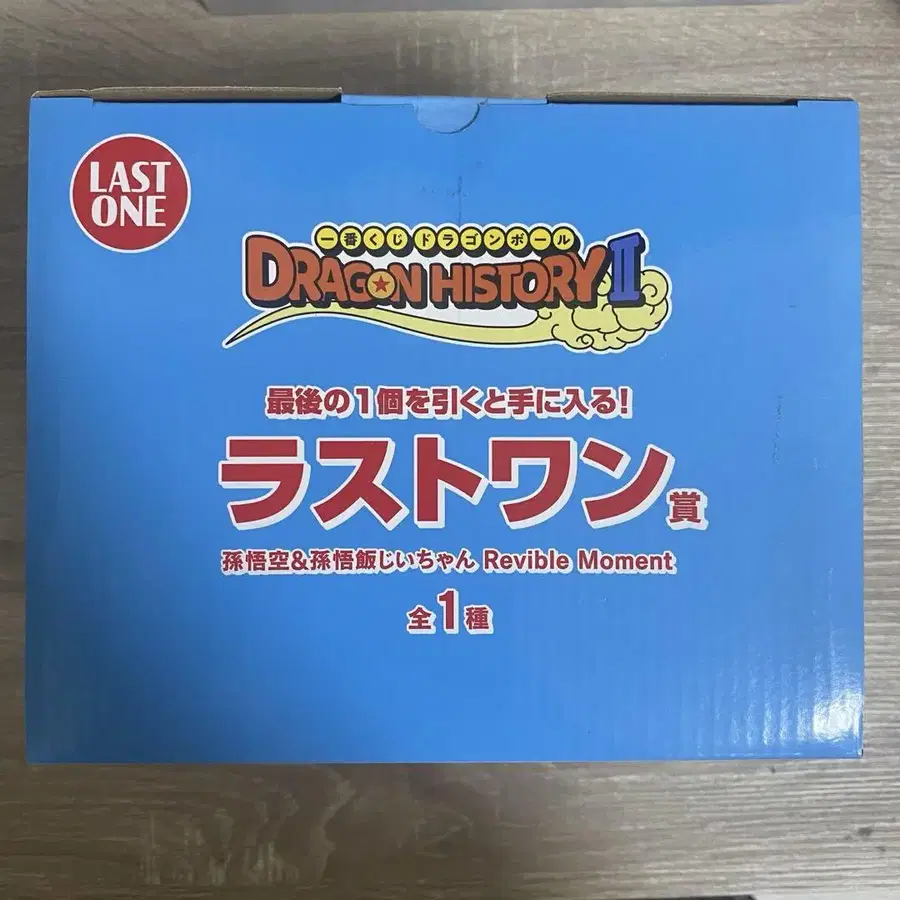 LAST
ONE
一番くじ ドラゴンボール
DRAGON HISTORY II
最後の1個を引くと手に入る!
ラストワン賞
孫悟空&孫悟飯じいちゃん Revible Moment
全1種